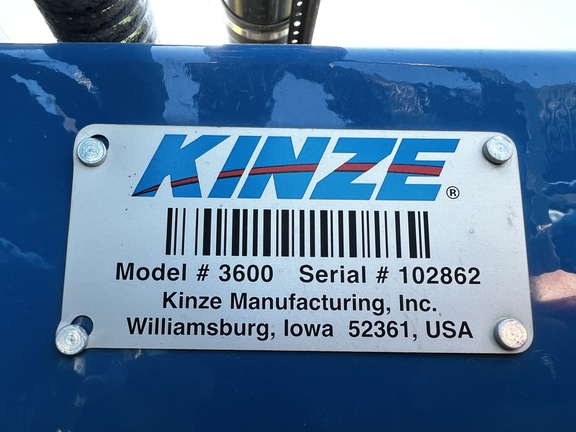 KINZE®
Model # 3600 Serial # 102862
Kinze Manufacturing, Inc.
Williamsburg, Iowa 52361, USA